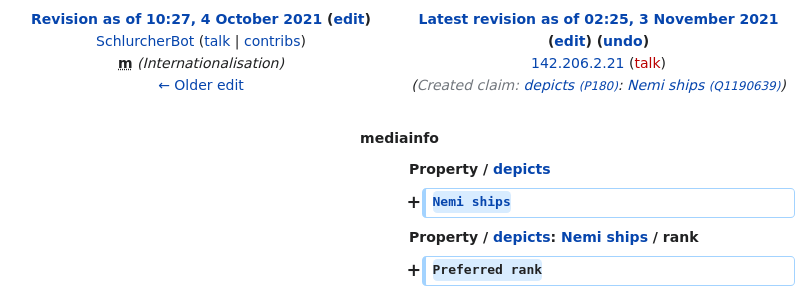 Revision as of 10:27, 4 October 2021 (edit)
SchlurcherBot (talk | contribs)
m (Internationalisation)
← Older edit
Latest revision as of 02:25, 3 November 2021
(edit) (undo)
142.206.2.21 (talk)
(Created claim: depicts (P180): Nemi ships (Q1190639))
mediainfo
Property / depicts
+ Nemi ships
Property / depicts: Nemi ships / rank
+ Preferred rank